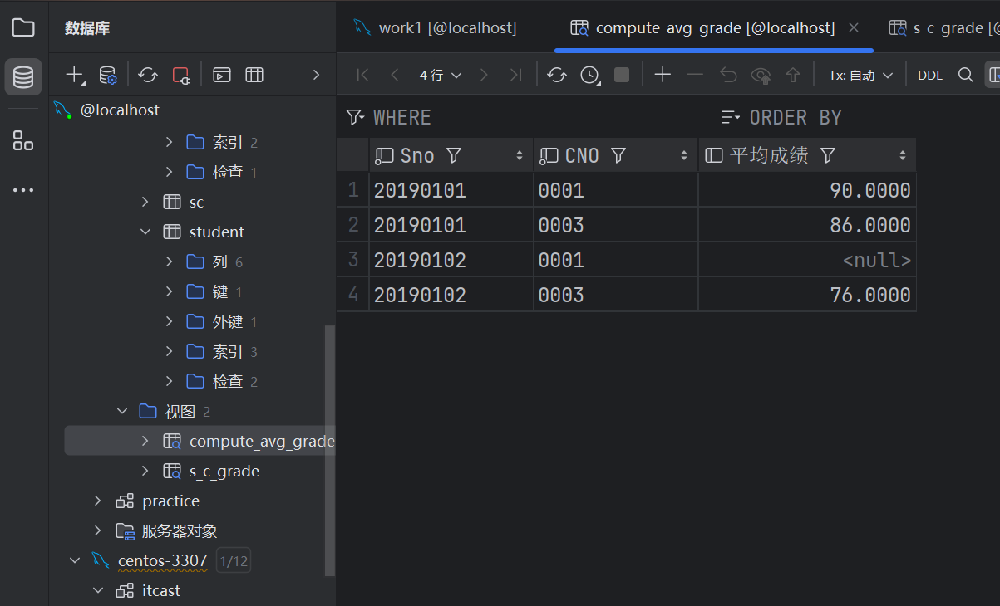 数据库
work1 [@localhost]
compute_avg_grade [@localhost]
s_c_grade [@
4 行
Tx: 自动
DDL
@localhost
索引 2
检查 1
sc
student
列 6
键 1
外键 1
索引 3
检查 2
视图 2
compute_avg_grade
s_c_grade
practice
服务器对象
centos-3307 1/12
itcast
WHERE
ORDER BY
Sno CNO 平均成绩
1 20190101 0001 90.0000
2 20190101 0003 86.0000
3 20190102 0001 <null>
4 20190102 0003 76.0000